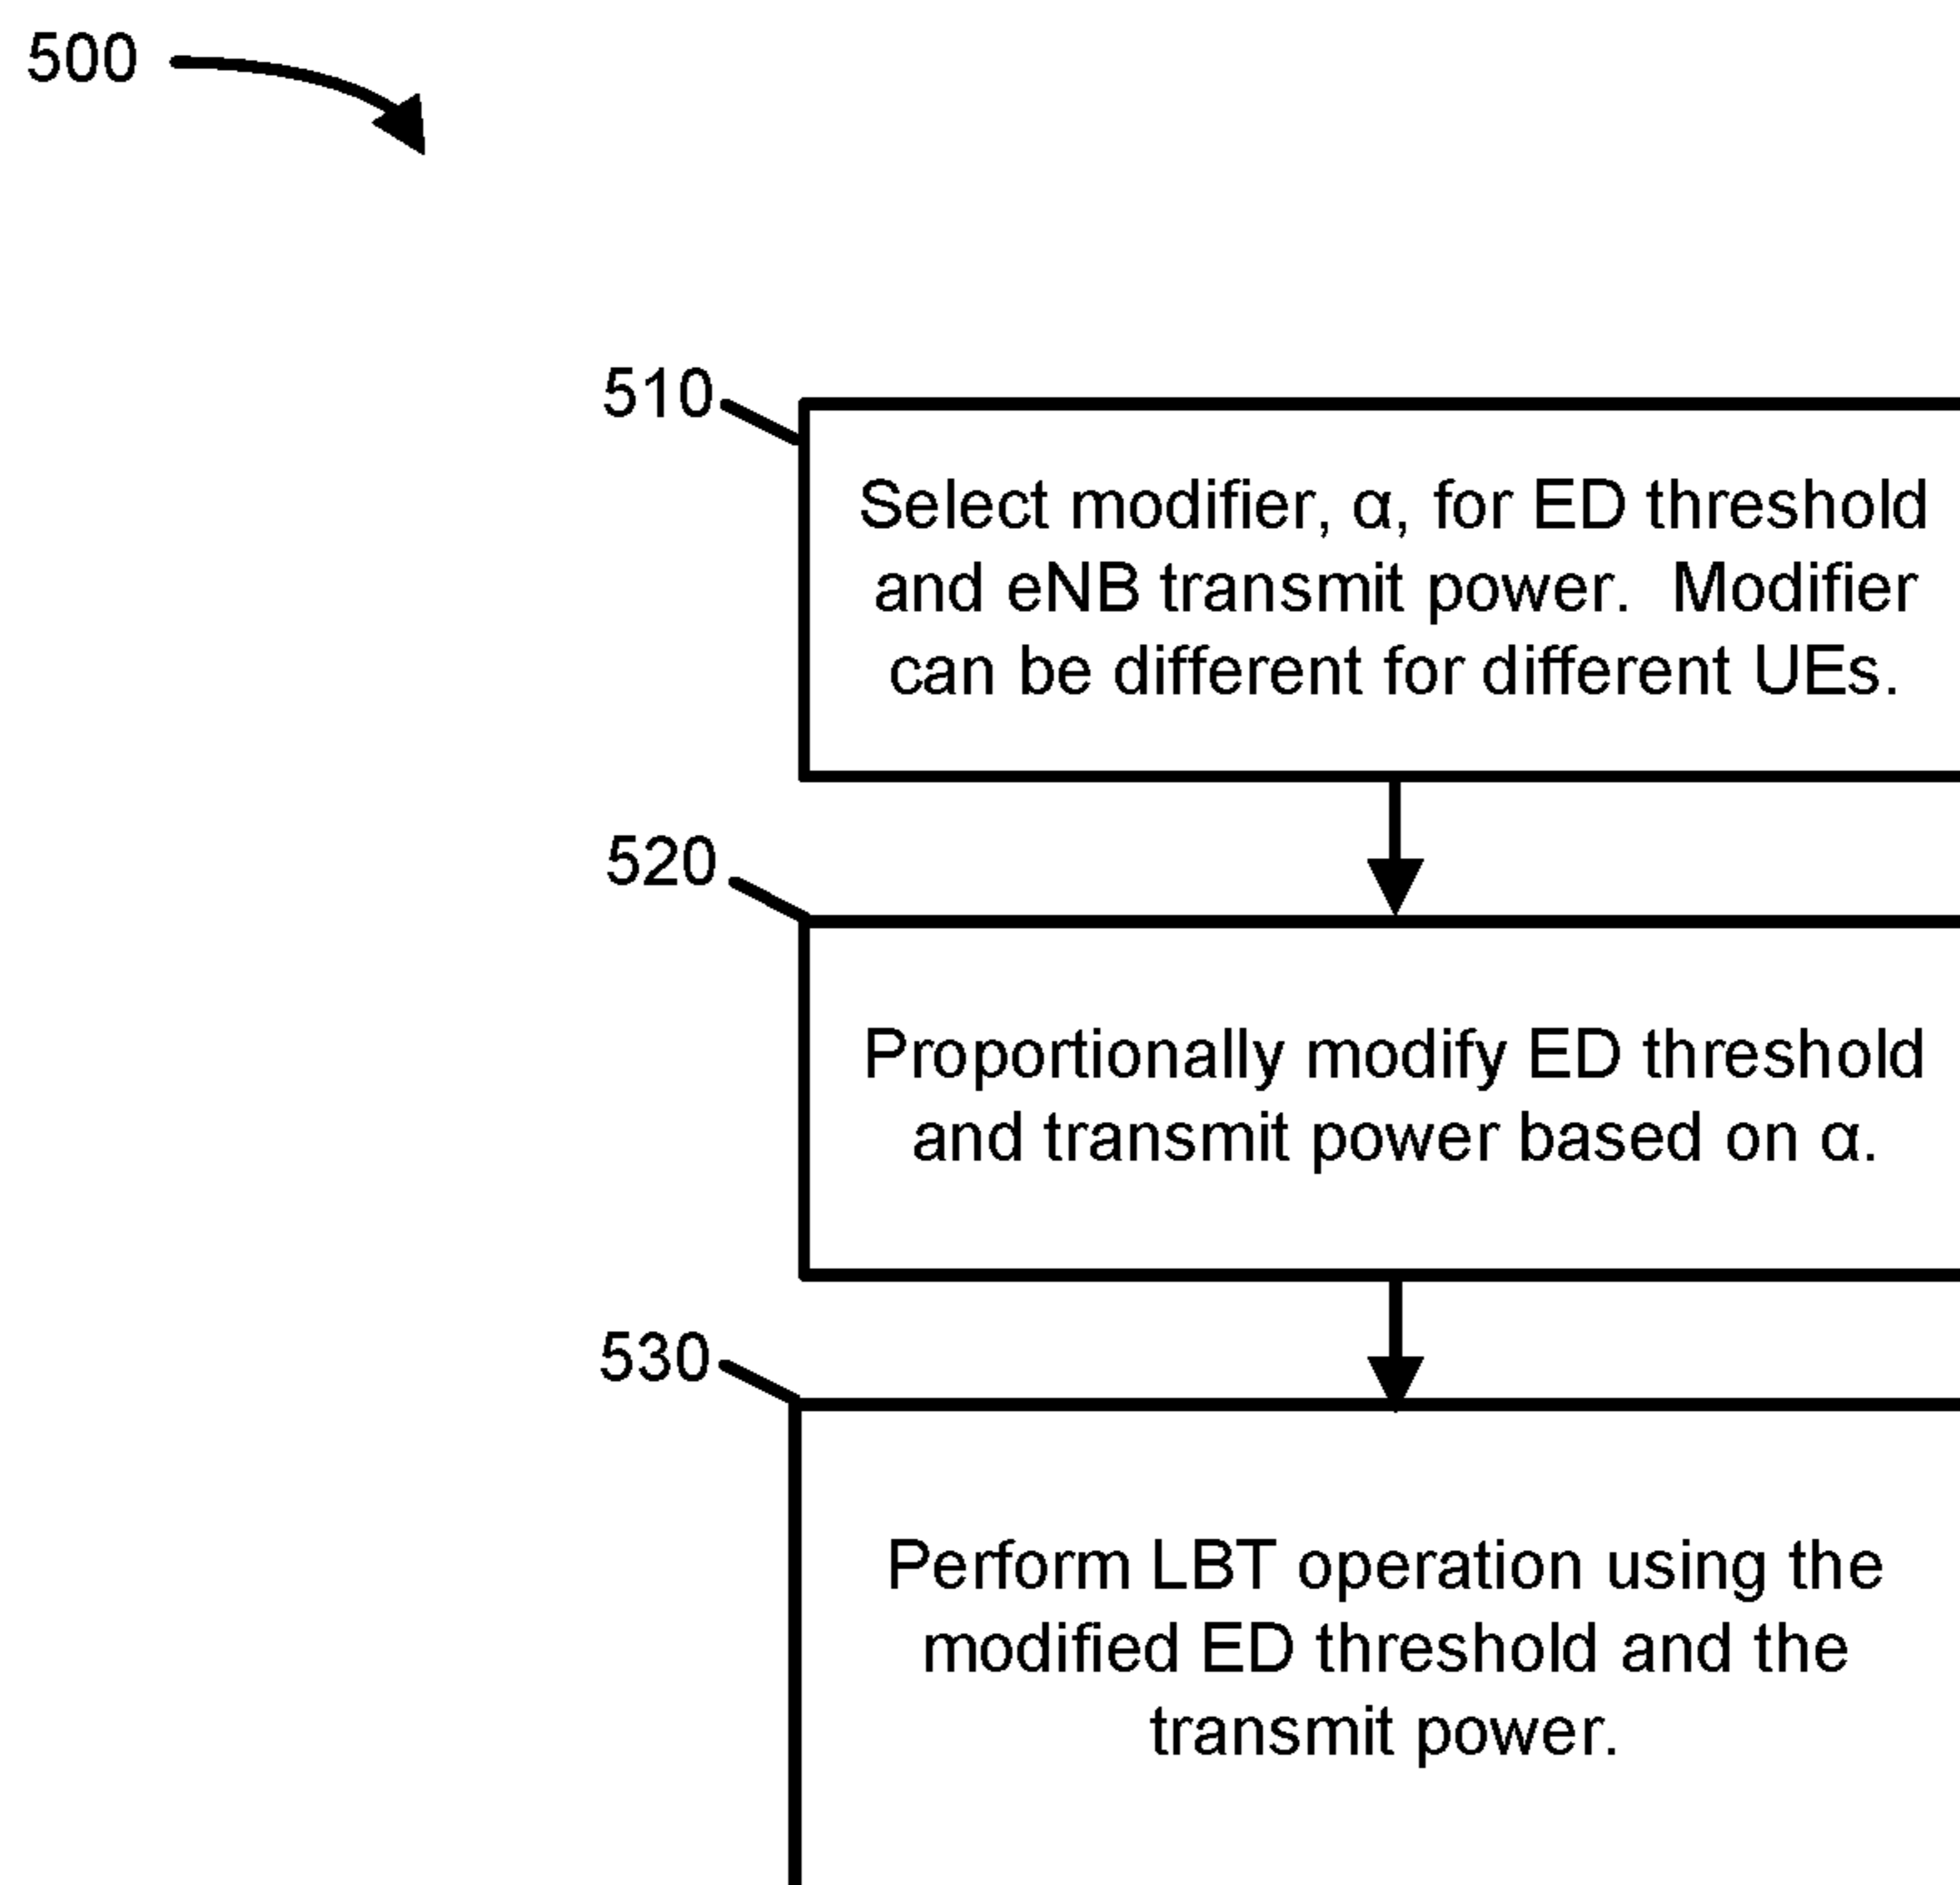 500
510
Select modifier, α, for ED threshold
and eNB transmit power.  Modifier
can be different for different UEs.
520
Proportionally modify ED threshold
and transmit power based on α.
530
Perform LBT operation using the
modified ED threshold and the
transmit power.